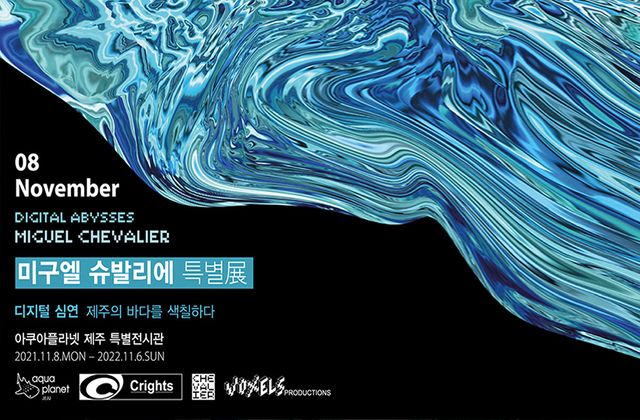 08
November
DIGITAL ABYSSES
MIGUEL CHEVALIER
미구엘 슈발리에 특별展
디지털 심연 제주의 바다를 색칠하다
아쿠아플라넷 제주 특별전시관
2021.11.8.MON – 2022.11.6.SUN
aqua planet JEJU
Crights
CHEVALIER
VOXELS PRODUCTIONS